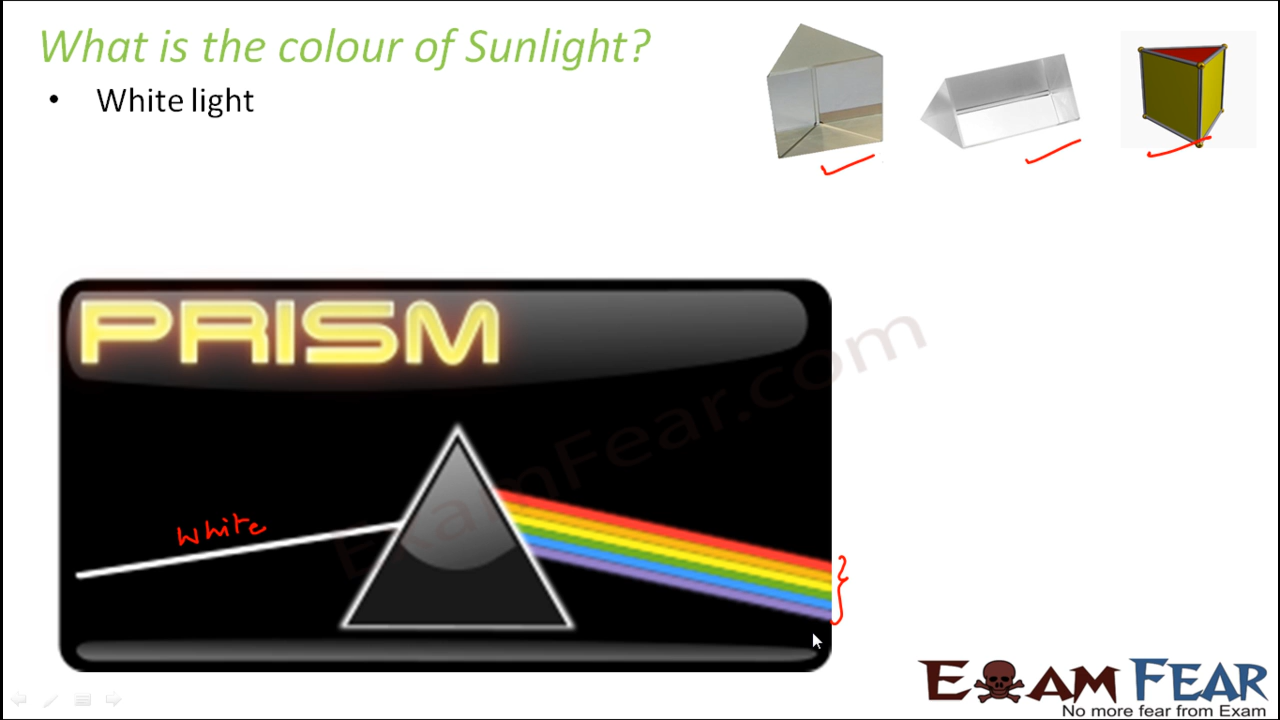 What is the colour of Sunlight?
• White light
PRISM
White
ExamFear.com
EXAM FEAR
No more fear from Exam